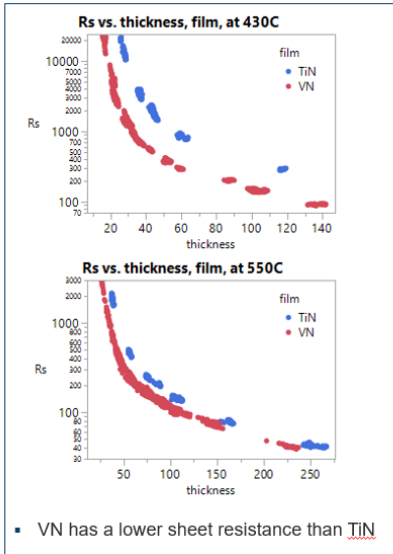 Rs vs. thickness, film, at 430C
20000
10000
7000
5000
4000
3000
2000
1000
700
500
400
300
200
100
70
Rs
20 40 60 80 100 120 140
thickness
film
TiN
VN
Rs vs. thickness, film, at 550C
3000
2000
1000
800
600
500
400
300
200
100
80
60
50
40
30
Rs
50 100 150 200 250
thickness
film
TiN
VN
▪ VN has a lower sheet resistance than TiN